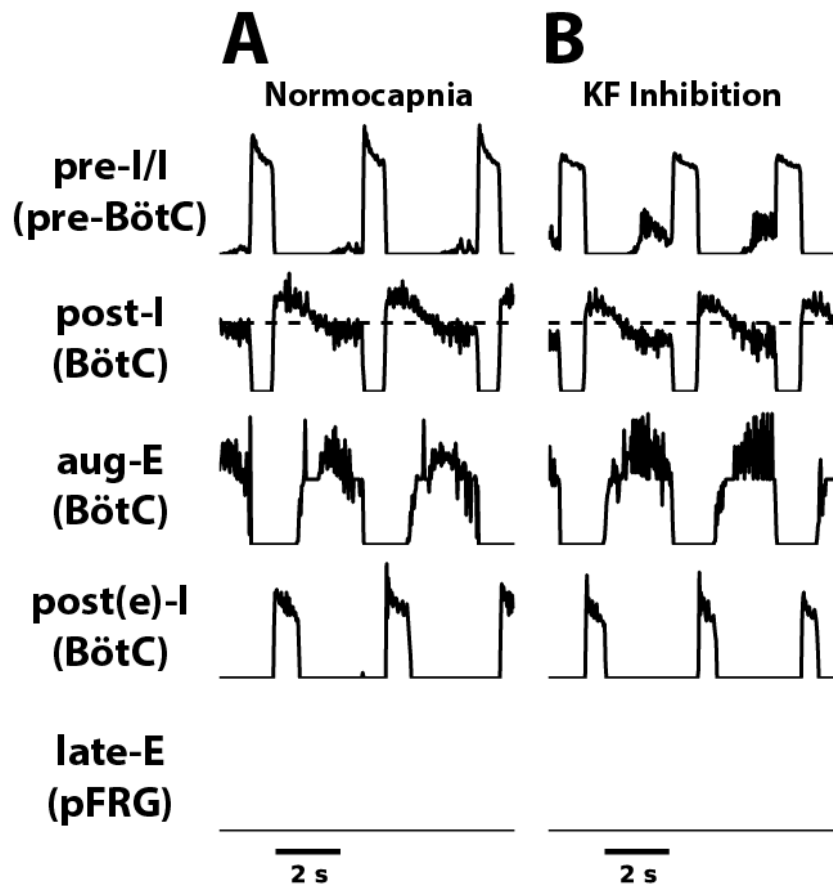 A
B
Normocapnia
KF Inhibition
pre-I/I
(pre-BötC)
post-I
(BötC)
aug-E
(BötC)
post(e)-I
(BötC)
late-E
(pFRG)
2 s
2 s